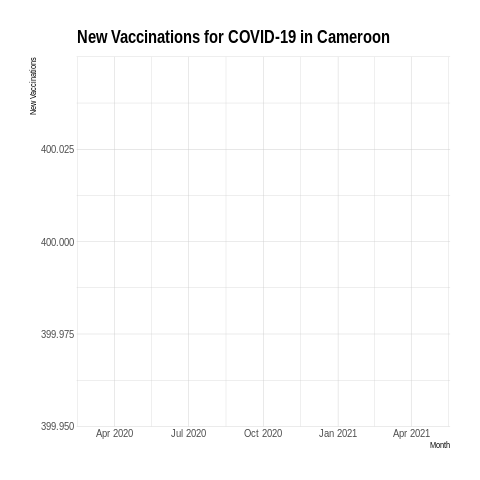 New Vaccinations for COVID-19 in Cameroon
New Vaccinations
400.025
400.000
399.975
399.950
Apr 2020 Jul 2020 Oct 2020 Jan 2021 Apr 2021
Month